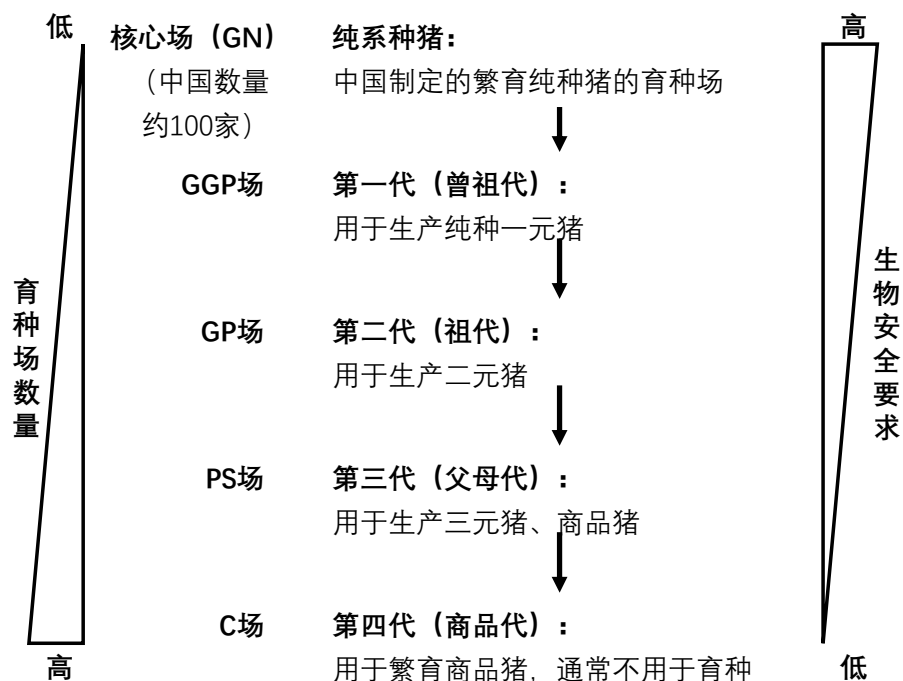 低
高
核心场（GN） 纯系种猪：
（中国数量 中国制定的繁育纯种猪的育种场
约100家）
GGP场 第一代（曾祖代）：
用于生产纯种一元猪
育种场数量
生物安全要求
GP场 第二代（祖代）：
用于生产二元猪
PS场 第三代（父母代）：
用于生产三元猪、商品猪
C场 第四代（商品代）：
用于繁育商品猪，通常不用于育种
高
低